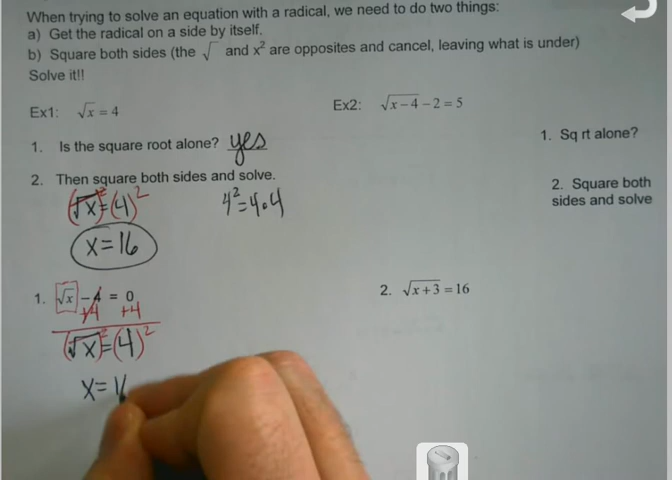 When trying to solve an equation with a radical, we need to do two things:
a) Get the radical on a side by itself.
b) Square both sides (the √ and x² are opposites and cancel, leaving what is under)
Solve it!!
Ex1: √x = 4
1. Is the square root alone? yes
2. Then square both sides and solve.
(√x)² = (4)² 4² = 4·4
x = 16
Ex2: √(x-4) - 2 = 5
1. Sq rt alone?
2. Square both
sides and solve
1. √x - 4 = 0
+4 +4
(√x)² = (4)²
x = 16
2. √(x+3) = 16